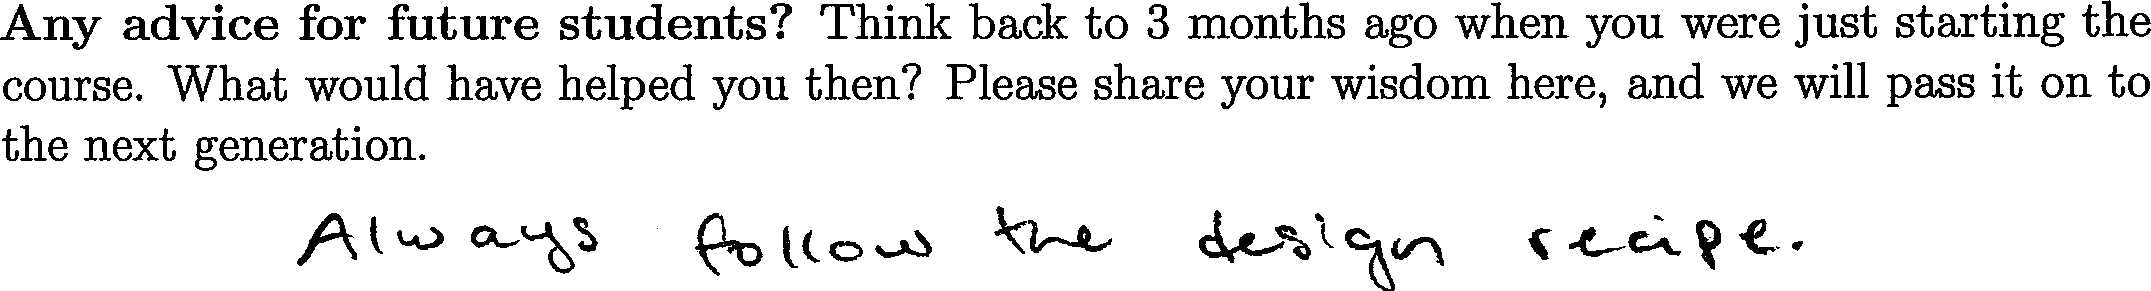 Any advice for future students? Think back to 3 months ago when you were just starting the
course. What would have helped you then? Please share your wisdom here, and we will pass it on to
the next generation.
Always follow the design recipe.